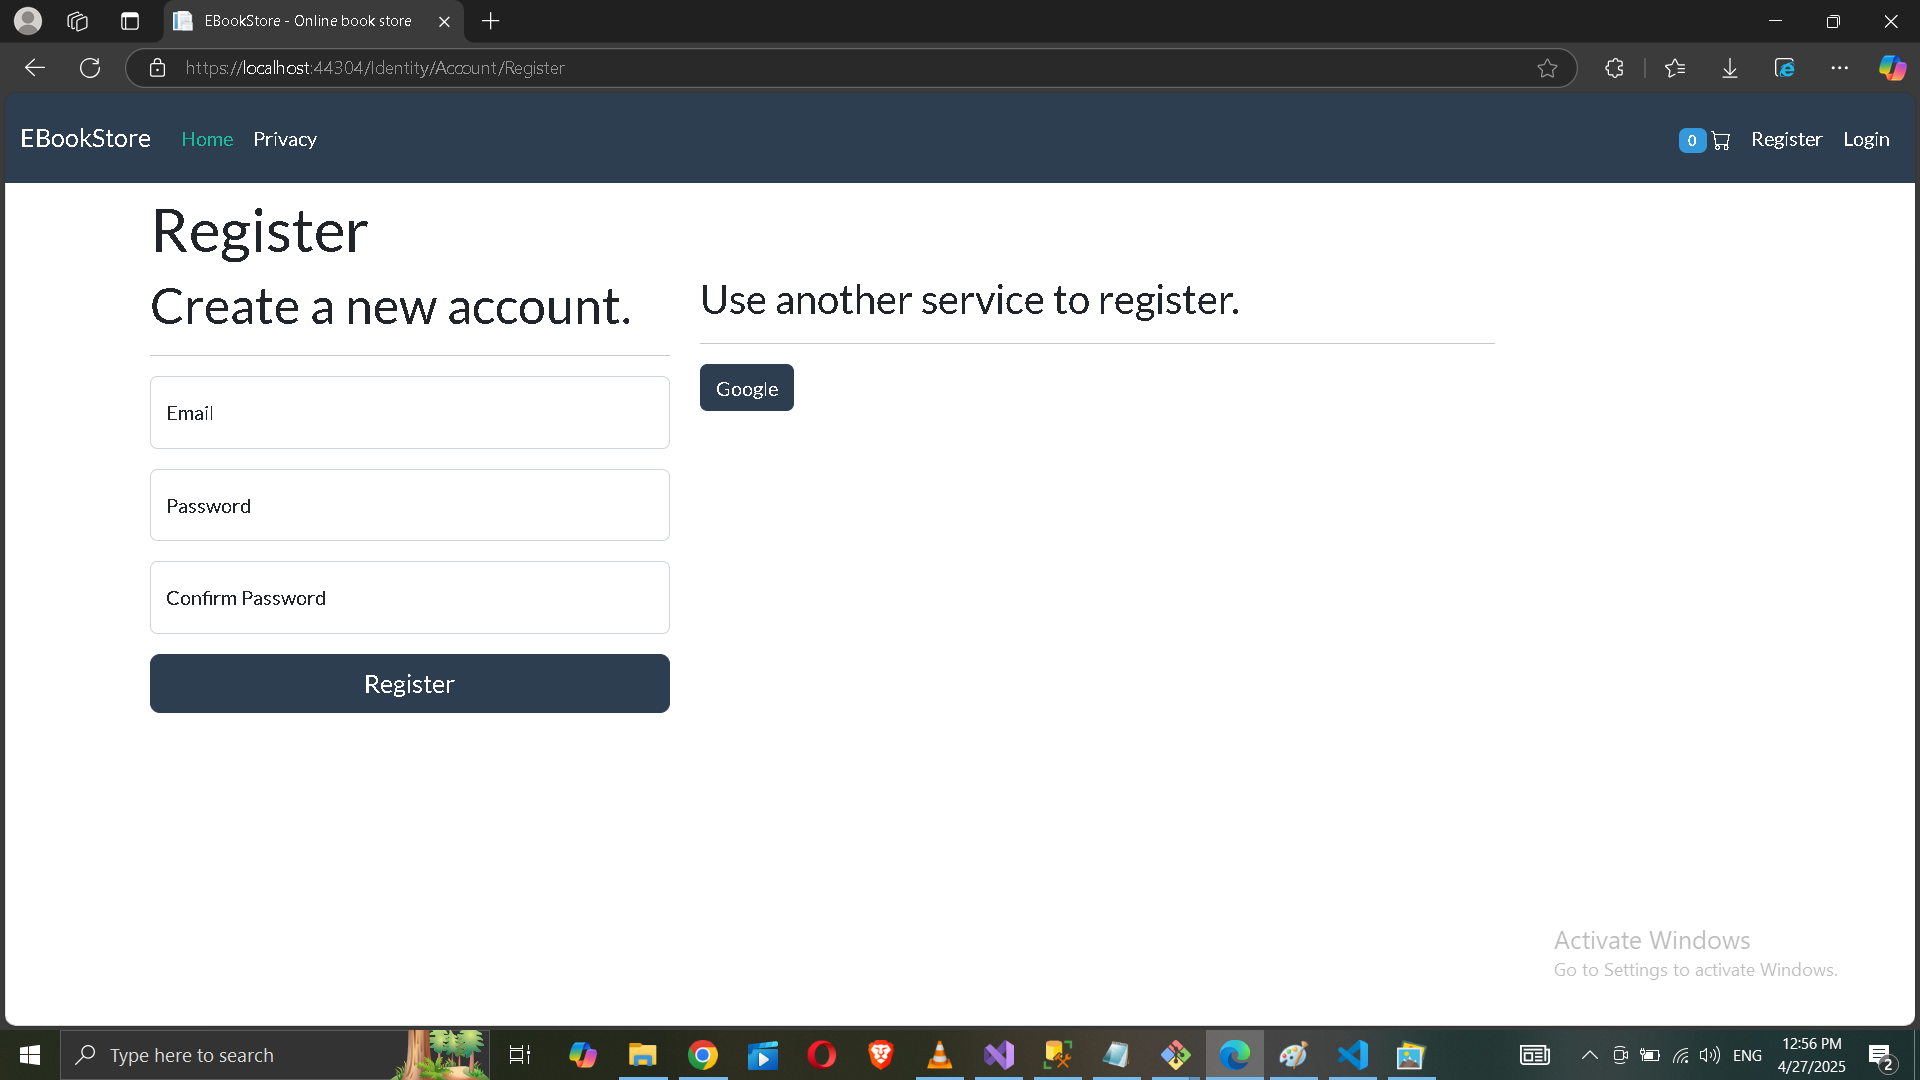 EBookStore - Online book store
https://localhost:44304/Identity/Account/Register
EBookStore Home Privacy 0 Register Login
Register
Create a new account.
Use another service to register.
Google
Email
Password
Confirm Password
Register
Activate Windows
Go to Settings to activate Windows.
Type here to search
ENG
12:56 PM
4/27/2025
2